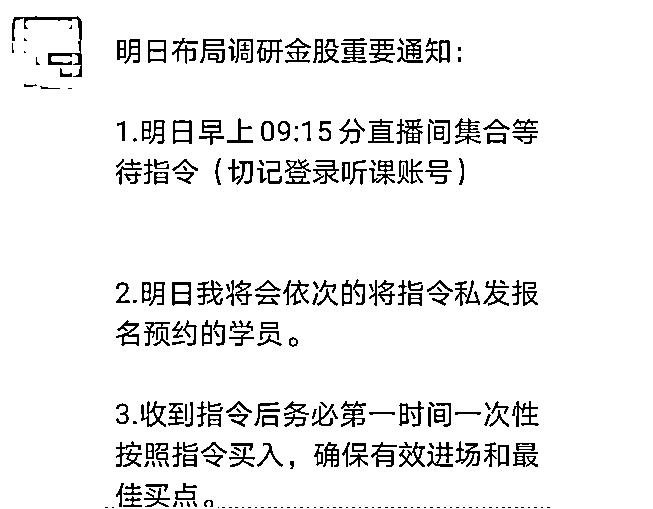 明日布局调研金股重要通知：
1.明日早上09:15分直播间集合等
待指令（切记登录听课账号）
2.明日我将会依次的将指令私发报
名预约的学员。
3.收到指令后务必第一时间一次性
按照指令买入，确保有效进场和最
佳买点。